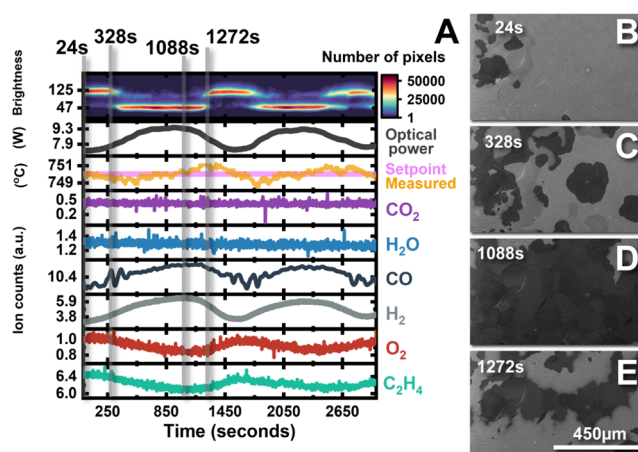 24s 328s 1088s 1272s
A
Number of pixels
50000
25000
1
Brightness
125
47
(W)
9.3
7.9
Optical
power
(°C)
751
749
Setpoint
Measured
Ion counts (a.u.)
0.5
0.2
CO₂
1.4
1.2
H₂O
10.4
CO
5.9
3.8
H₂
1.0
0.8
O₂
6.4
6.0
C₂H₄
250 850 1450 2050 2650
Time (seconds)
24s
B
328s
C
1088s
D
1272s
E
450µm